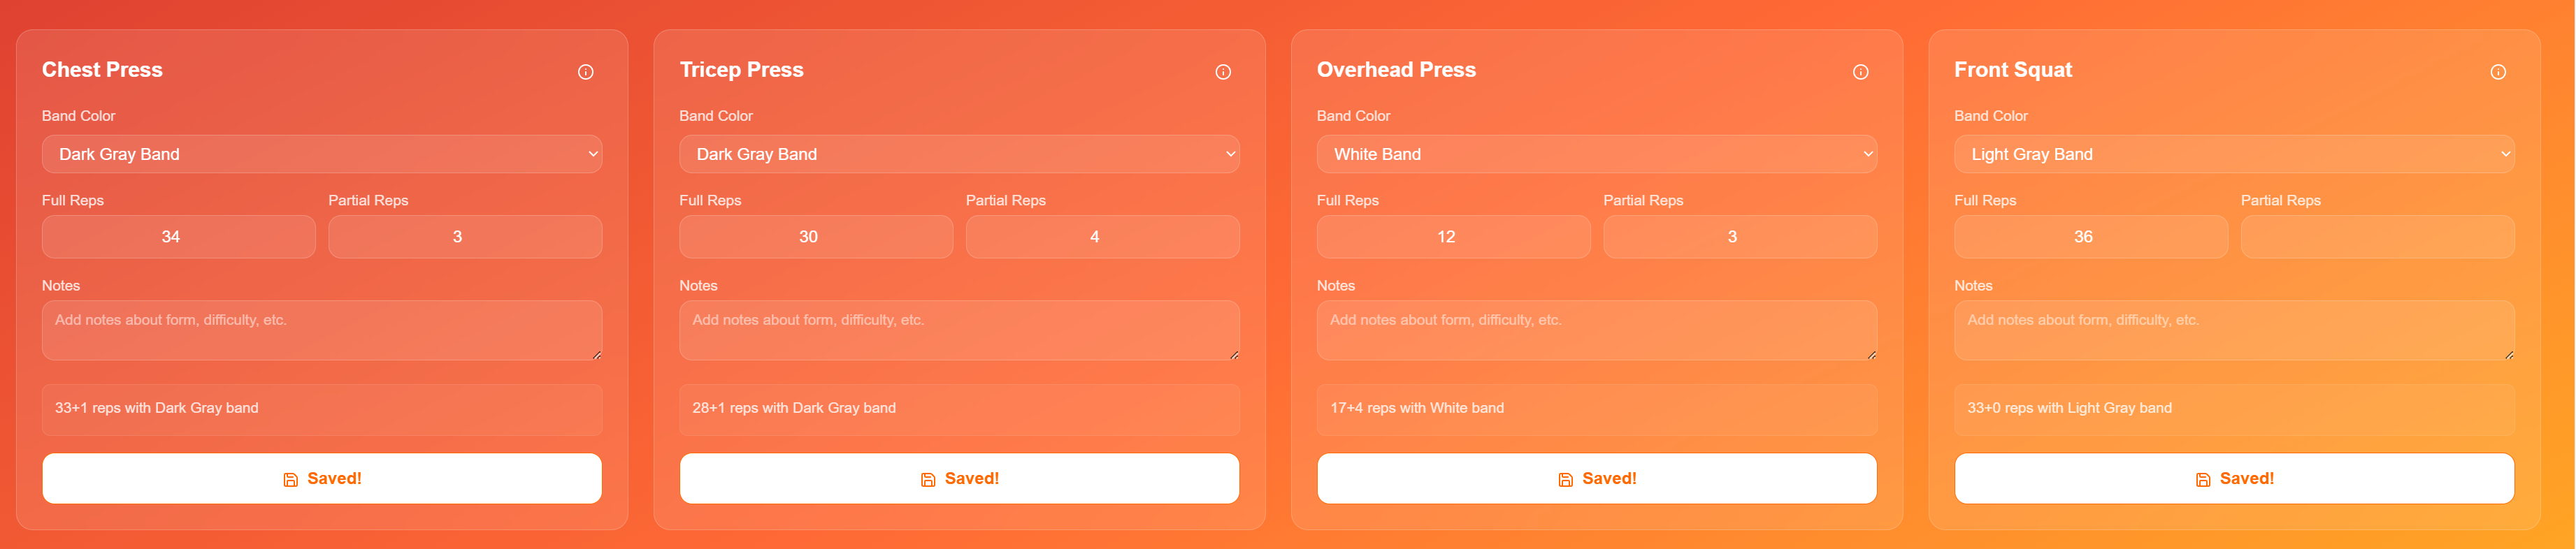 Chest Press
Band Color
Dark Gray Band
Full Reps
Partial Reps
34
3
Notes
Add notes about form, difficulty, etc.
33+1 reps with Dark Gray band
Saved!
Tricep Press
Band Color
Dark Gray Band
Full Reps
Partial Reps
30
4
Notes
Add notes about form, difficulty, etc.
28+1 reps with Dark Gray band
Saved!
Overhead Press
Band Color
White Band
Full Reps
Partial Reps
12
3
Notes
Add notes about form, difficulty, etc.
17+4 reps with White band
Saved!
Front Squat
Band Color
Light Gray Band
Full Reps
Partial Reps
36
Notes
Add notes about form, difficulty, etc.
33+0 reps with Light Gray band
Saved!